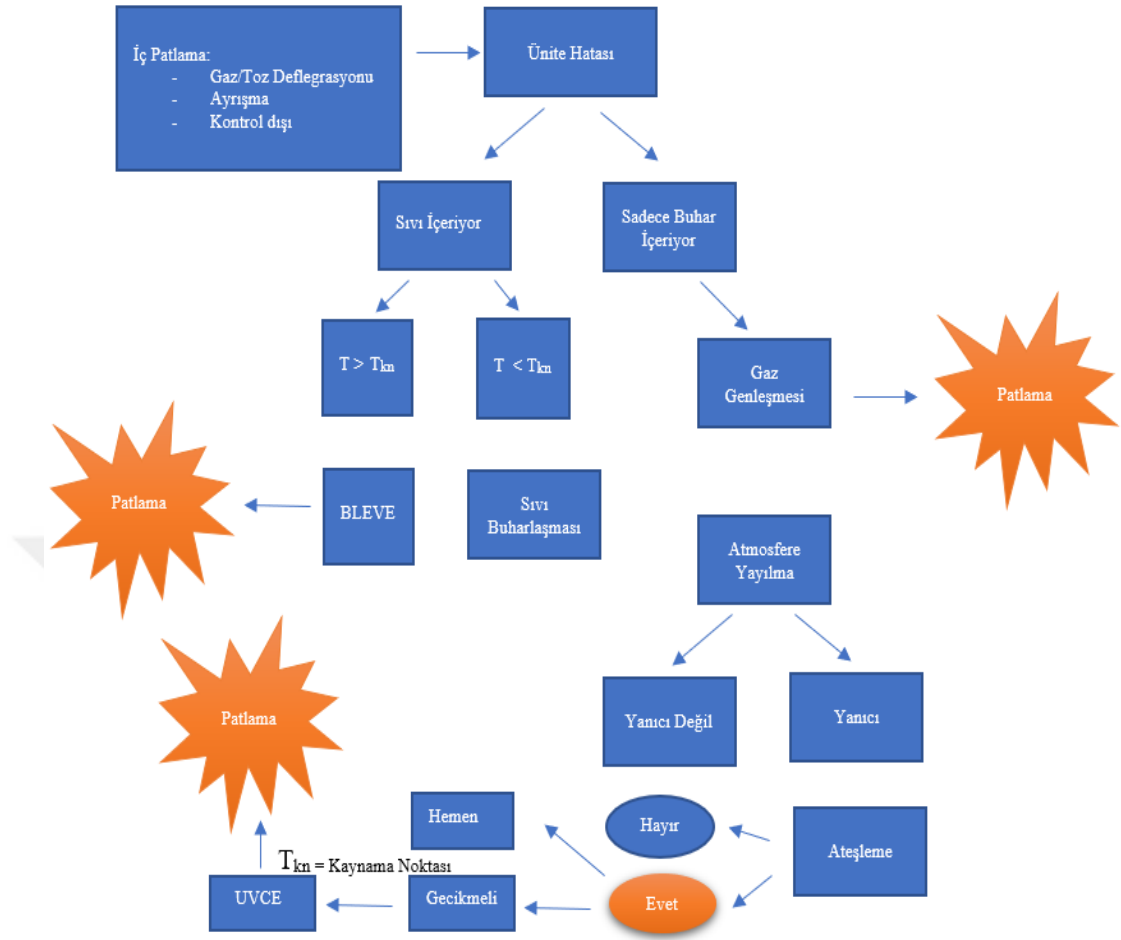 İç Patlama:
- Gaz/Toz Deflegrasyonu
- Ayrışma
- Kontrol dışı
Ünite Hatası
Sıvı İçeriyor
Sadece Buhar
İçeriyor
T > Tkn
T < Tkn
Gaz
Genleşmesi
Patlama
Patlama
BLEVE
Sıvı
Buharlaşması
Atmosfere
Yayılma
Patlama
Yanıcı Değil
Yanıcı
Hemen
Hayır
Ateşleme
Tkn = Kaynama Noktası
UVCE
Gecikmeli
Evet